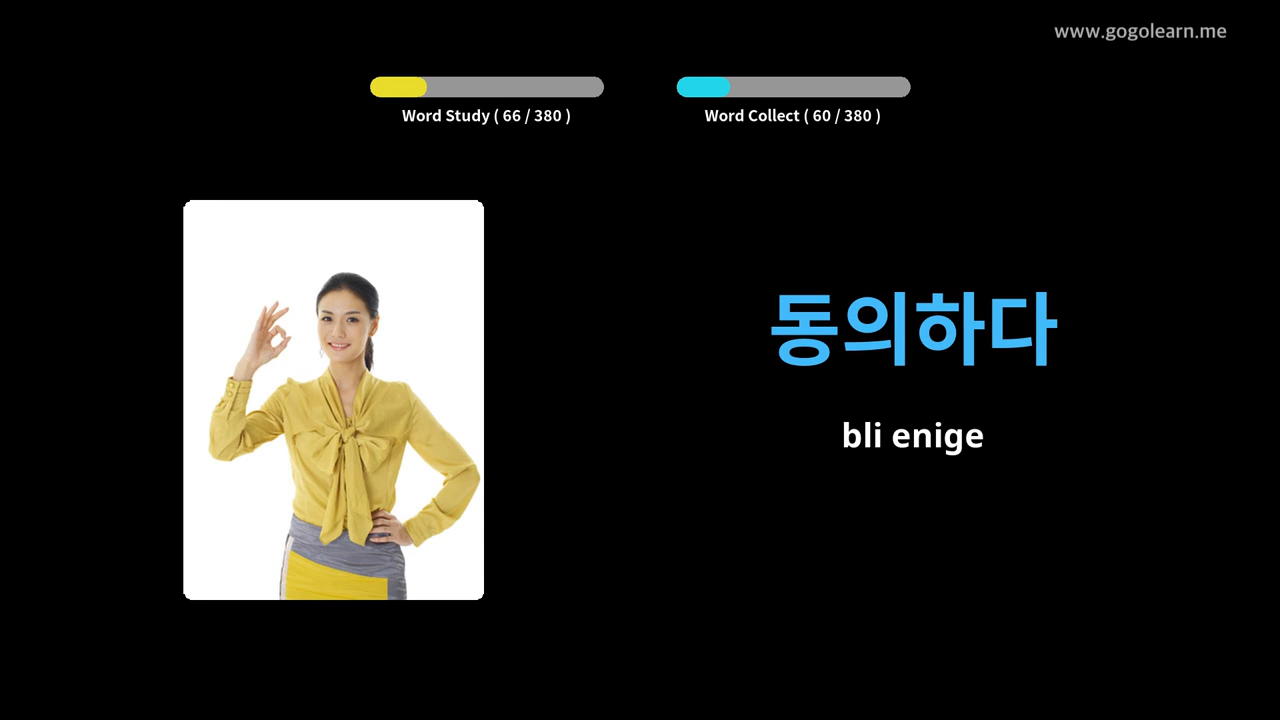 www.gogolearn.me
Word Study ( 66 / 380 )
Word Collect ( 60 / 380 )
동의하다
bli enige